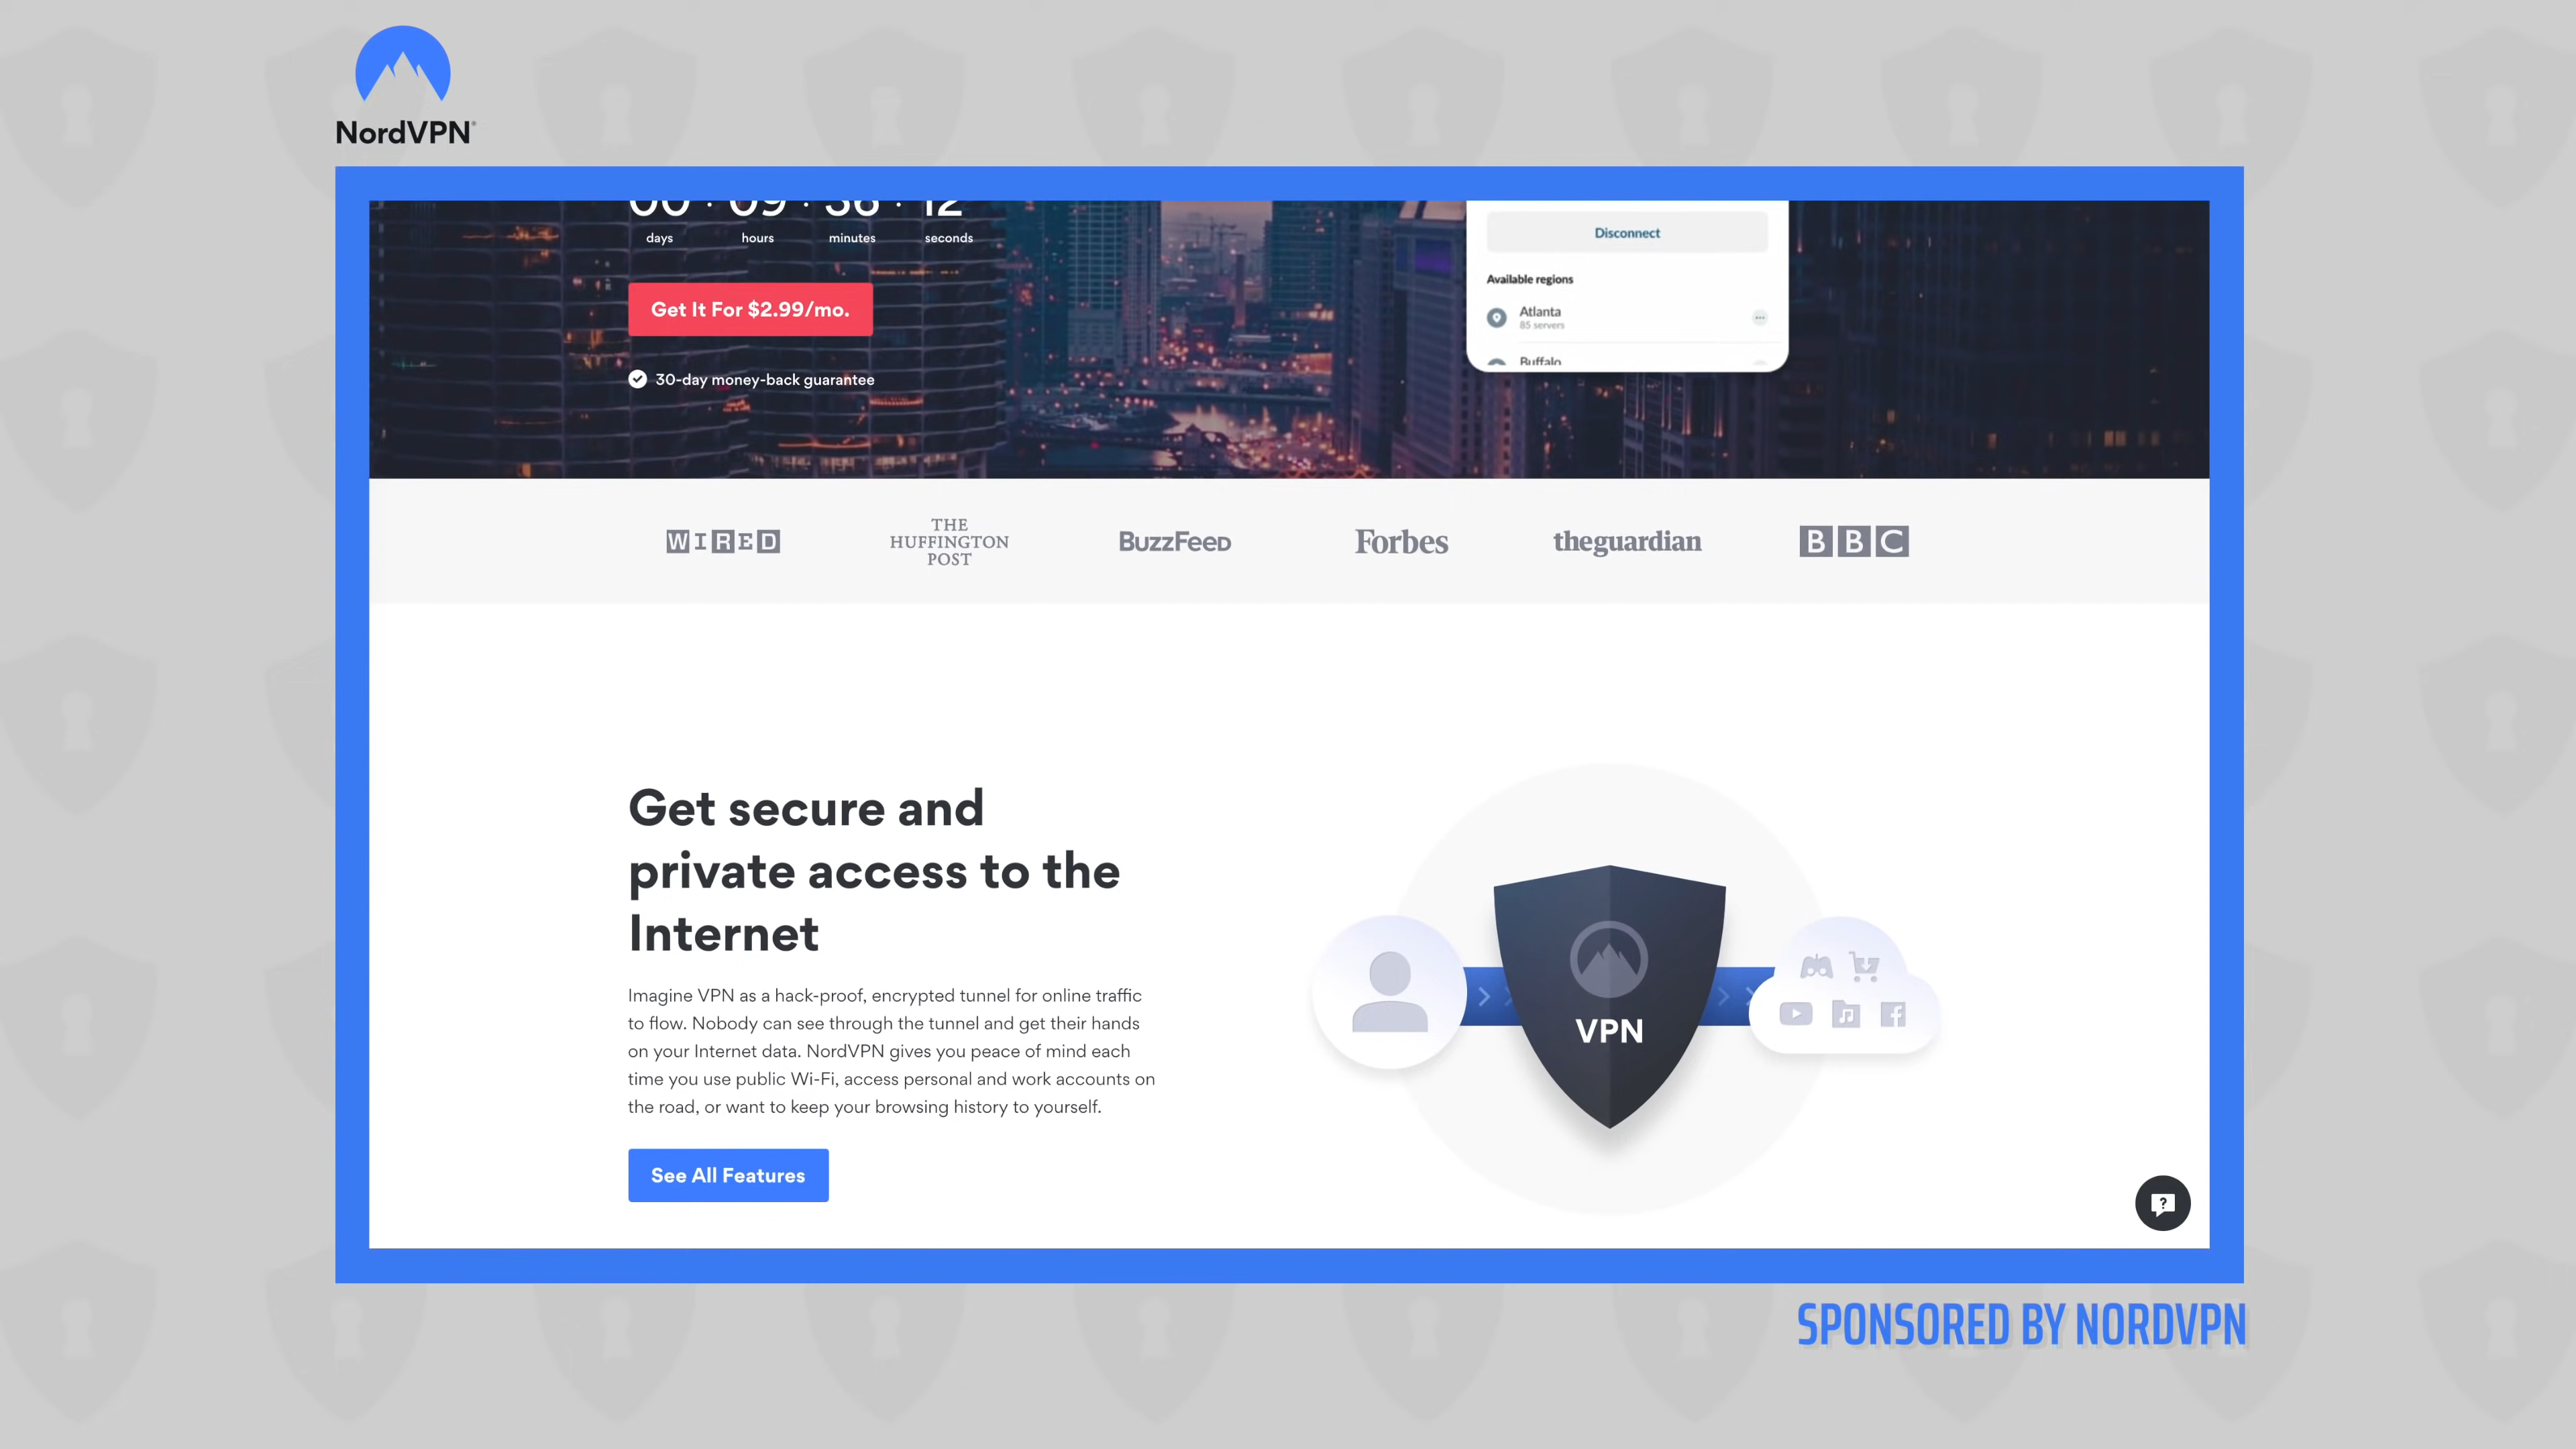 NordVPN
00 : 09 : 36 : 12
days hours minutes seconds
Get It For $2.99/mo.
30-day money-back guarantee
Disconnect
Available regions
Atlanta
85 servers
Buffalo
WIRED
THE
HUFFINGTON
POST
BuzzFeed
Forbes
theguardian
BBC
Get secure and
private access to the
Internet
Imagine VPN as a hack-proof, encrypted tunnel for online traffic
to flow. Nobody can see through the tunnel and get their hands
on your Internet data. NordVPN gives you peace of mind each
time you use public Wi-Fi, access personal and work accounts on
the road, or want to keep your browsing history to yourself.
See All Features
VPN
SPONSORED BY NORDVPN